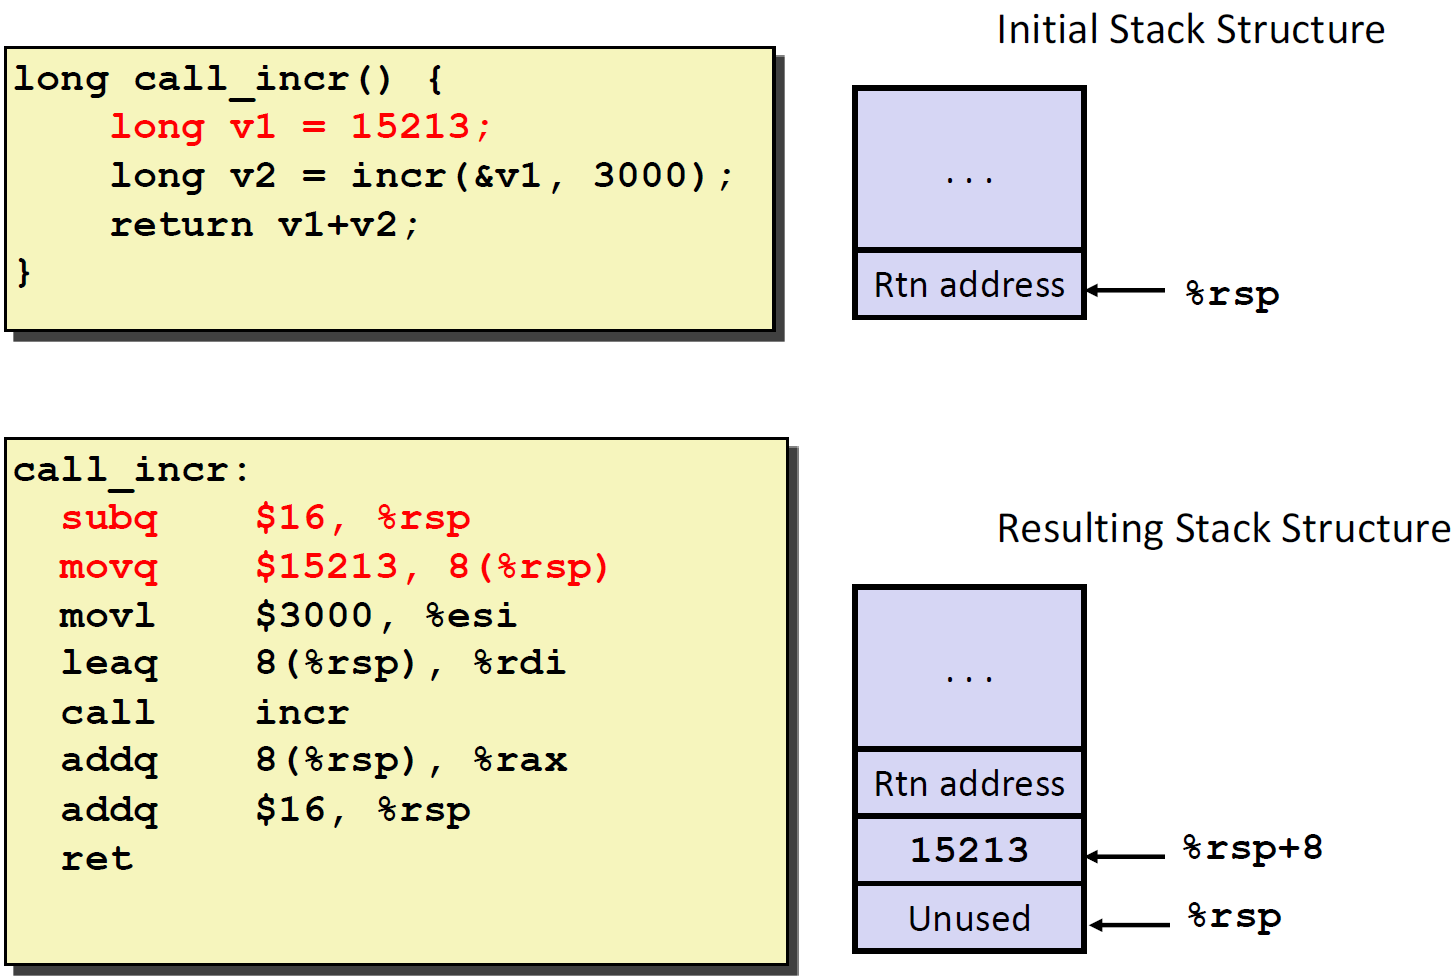 Initial Stack Structure
long call_incr() {
    long v1 = 15213;
    long v2 = incr(&v1, 3000);
    return v1+v2;
}
. . .
Rtn address
%rsp
call_incr:
  subq    $16, %rsp
  movq    $15213, 8(%rsp)
  movl    $3000, %esi
  leaq    8(%rsp), %rdi
  call    incr
  addq    8(%rsp), %rax
  addq    $16, %rsp
  ret
Resulting Stack Structure
. . .
Rtn address
15213
%rsp+8
Unused
%rsp